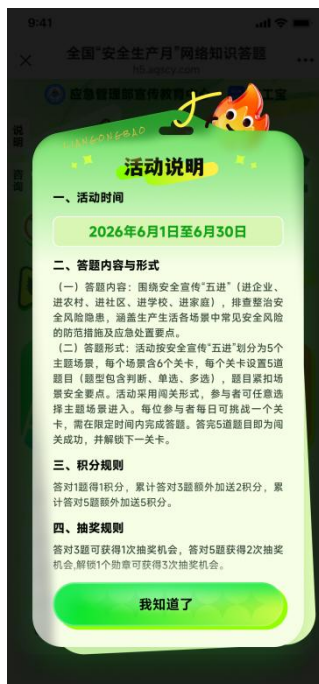 9:41
全国“安全生产月”网络知识答题
h5.aqscy.com
应急管理部宣传教育
工宝
WANGONGBAO
活动说明
一、活动时间
2026年6月1日至6月30日
二、答题内容与形式
（一）答题内容：围绕安全宣传“五进”（进企业、
进农村、进社区、进学校、进家庭），排查整治安
全风险隐患，涵盖生产生活各场景中常见安全风险
的防范措施及应急处置要点。
（二）答题形式：活动按安全宣传“五进”划分为5个
主题场景，每个场景含6个关卡，每个关卡设置5道
题目（题型包含判断、单选、多选），题目紧扣场
景安全要点。活动采用闯关形式，参与者可任意选
择主题场景进入。每位参与者每日可挑战一个关
卡，需在限定时间内完成答题。答完5道题目即为闯
关成功，并解锁下一关卡。
三、积分规则
答对1题得1积分，累计答对3题额外加送2积分，累
计答对5题额外加送5积分。
四、抽奖规则
答对3题可获得1次抽奖机会，答对5题获得2次抽奖
机会,解锁1个勋章可获得3次抽奖机会。
我知道了